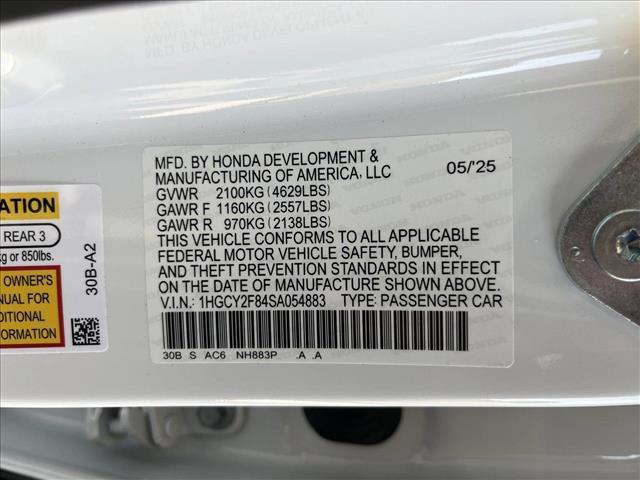 MFD. BY HONDA DEVELOPMENT &
MANUFACTURING OF AMERICA, LLC 05/'25
GVWR 2100KG (4629LBS)
GAWR F 1160KG (2557LBS)
GAWR R 970KG (2138LBS)
THIS VEHICLE CONFORMS TO ALL APPLICABLE
FEDERAL MOTOR VEHICLE SAFETY, BUMPER,
AND THEFT PREVENTION STANDARDS IN EFFECT
ON THE DATE OF MANUFACTURE SHOWN ABOVE.
V.I.N.: 1HGCY2F84SA054883 TYPE: PASSENGER CAR
30B S AC6 NH883P .A .A
ATION
REAR 3
kg or 850lbs.
OWNER'S
NUAL FOR
DITIONAL
ORMATION
30B-A2